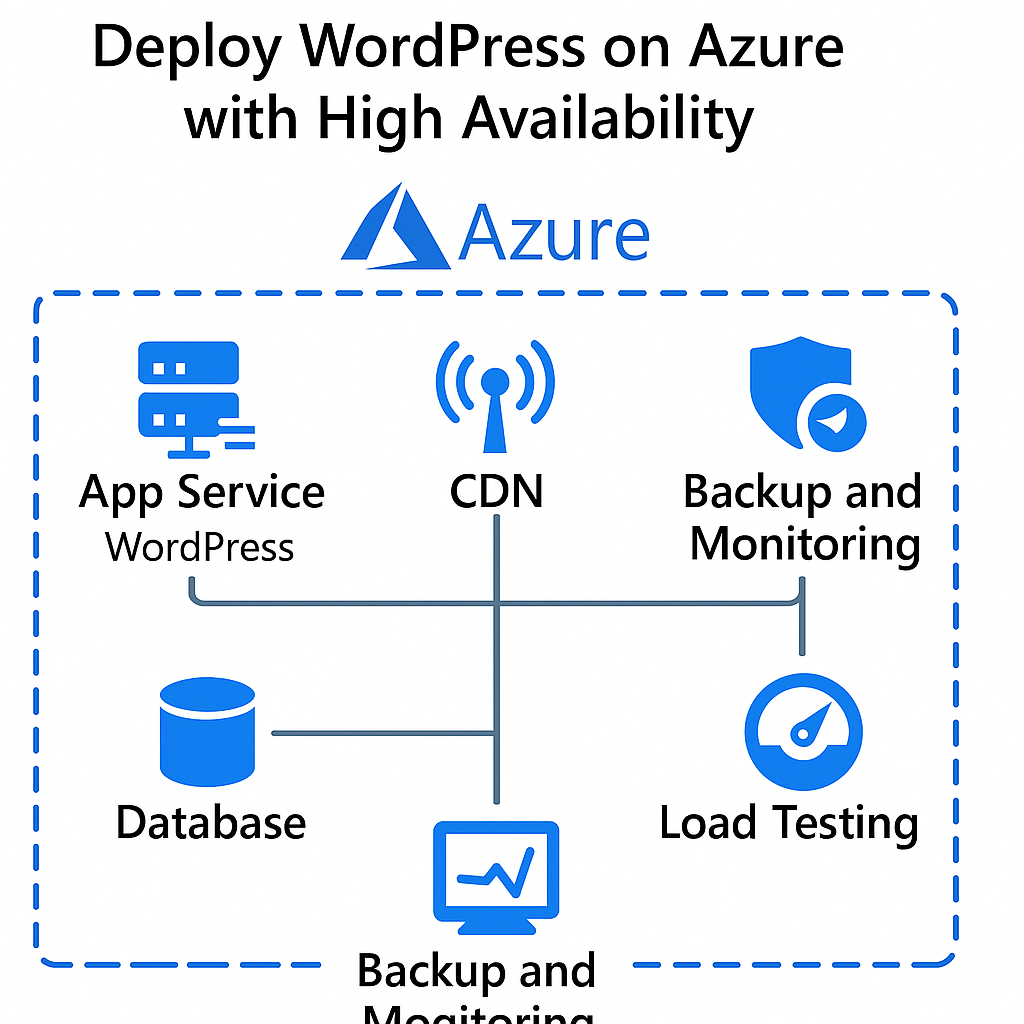 Deploy WordPress on Azure
with High Availability
Azure
App Service
WordPress
CDN
Backup and
Monitoring
Database
Load Testing
Backup and
Mogitoring